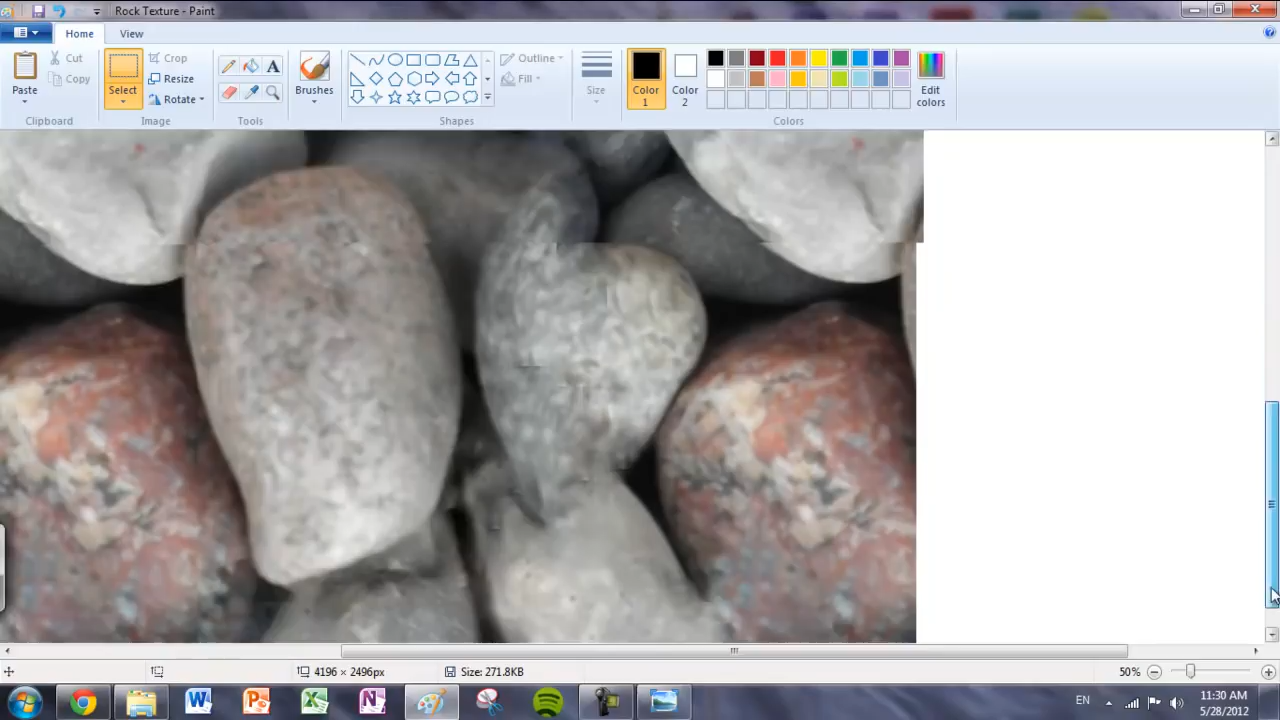 Rock Texture - Paint
Home
View
Paste
Cut
Copy
Clipboard
Select
Crop
Resize
Rotate
Image
A
Tools
Brushes
Shapes
Outline
Fill
Size
Color 1
Color 2
Edit colors
Colors
4196 × 2496px
Size: 271.8KB
50%
EN
11:30 AM
5/28/2012